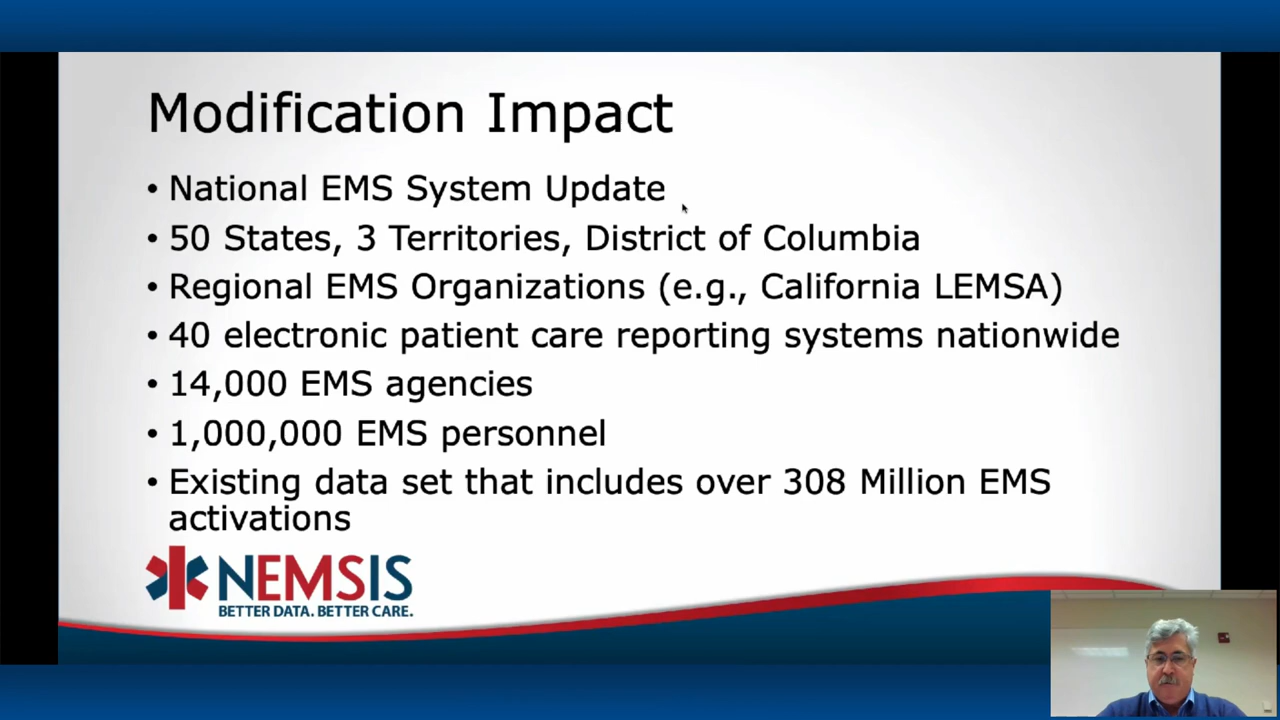 Modification Impact
• National EMS System Update
• 50 States, 3 Territories, District of Columbia
• Regional EMS Organizations (e.g., California LEMSA)
• 40 electronic patient care reporting systems nationwide
• 14,000 EMS agencies
• 1,000,000 EMS personnel
• Existing data set that includes over 308 Million EMS
activations
NEMSIS
BETTER DATA. BETTER CARE.